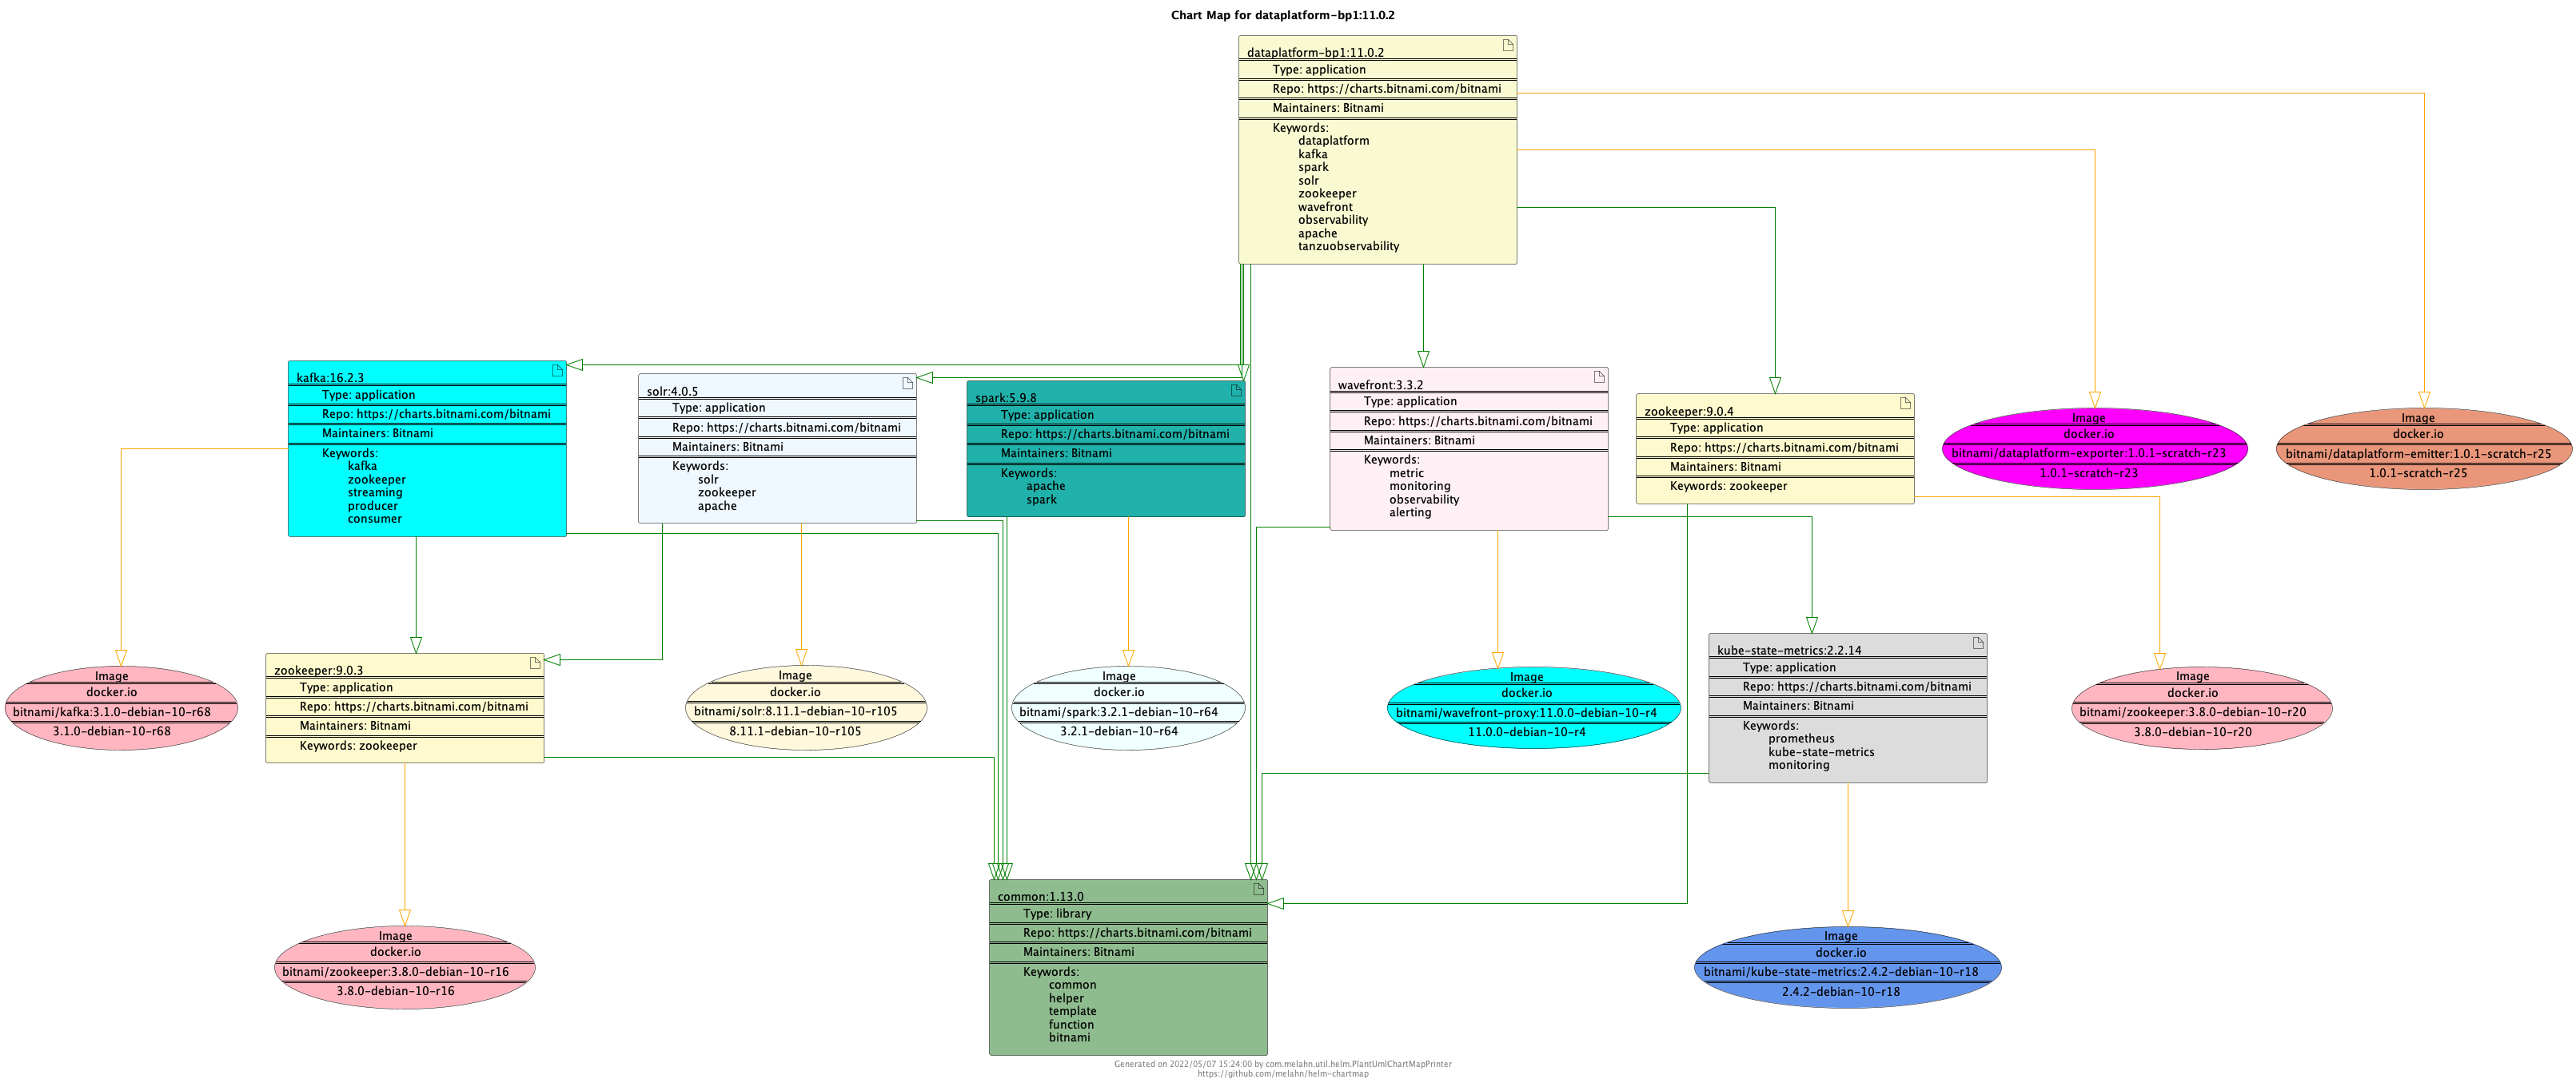 Chart Map for dataplatform-bp1:11.0.2
dataplatform-bp1:11.0.2
Type: application
Repo: https://charts.bitnami.com/bitnami
Maintainers: Bitnami
Keywords:
dataplatform
kafka
spark
solr
zookeeper
wavefront
observability
apache
tanzuobservability
kafka:16.2.3
Type: application
Repo: https://charts.bitnami.com/bitnami
Maintainers: Bitnami
Keywords:
kafka
zookeeper
streaming
producer
consumer
solr:4.0.5
Type: application
Repo: https://charts.bitnami.com/bitnami
Maintainers: Bitnami
Keywords:
solr
zookeeper
apache
spark:5.9.8
Type: application
Repo: https://charts.bitnami.com/bitnami
Maintainers: Bitnami
Keywords:
apache
spark
wavefront:3.3.2
Type: application
Repo: https://charts.bitnami.com/bitnami
Maintainers: Bitnami
Keywords:
metric
monitoring
observability
alerting
zookeeper:9.0.4
Type: application
Repo: https://charts.bitnami.com/bitnami
Maintainers: Bitnami
Keywords: zookeeper
Image
docker.io
bitnami/dataplatform-exporter:1.0.1-scratch-r23
1.0.1-scratch-r23
Image
docker.io
bitnami/dataplatform-emitter:1.0.1-scratch-r25
1.0.1-scratch-r25
Image
docker.io
bitnami/kafka:3.1.0-debian-10-r68
3.1.0-debian-10-r68
zookeeper:9.0.3
Type: application
Repo: https://charts.bitnami.com/bitnami
Maintainers: Bitnami
Keywords: zookeeper
Image
docker.io
bitnami/solr:8.11.1-debian-10-r105
8.11.1-debian-10-r105
Image
docker.io
bitnami/spark:3.2.1-debian-10-r64
3.2.1-debian-10-r64
Image
docker.io
bitnami/wavefront-proxy:11.0.0-debian-10-r4
11.0.0-debian-10-r4
kube-state-metrics:2.2.14
Type: application
Repo: https://charts.bitnami.com/bitnami
Maintainers: Bitnami
Keywords:
prometheus
kube-state-metrics
monitoring
Image
docker.io
bitnami/zookeeper:3.8.0-debian-10-r20
3.8.0-debian-10-r20
Image
docker.io
bitnami/zookeeper:3.8.0-debian-10-r16
3.8.0-debian-10-r16
common:1.13.0
Type: library
Repo: https://charts.bitnami.com/bitnami
Maintainers: Bitnami
Keywords:
common
helper
template
function
bitnami
Image
docker.io
bitnami/kube-state-metrics:2.4.2-debian-10-r18
2.4.2-debian-10-r18
Generated on 2022/05/07 15:24:00 by com.melahn.util.helm.PlantUmlChartMapPrinter
https://github.com/melahn/helm-chartmap